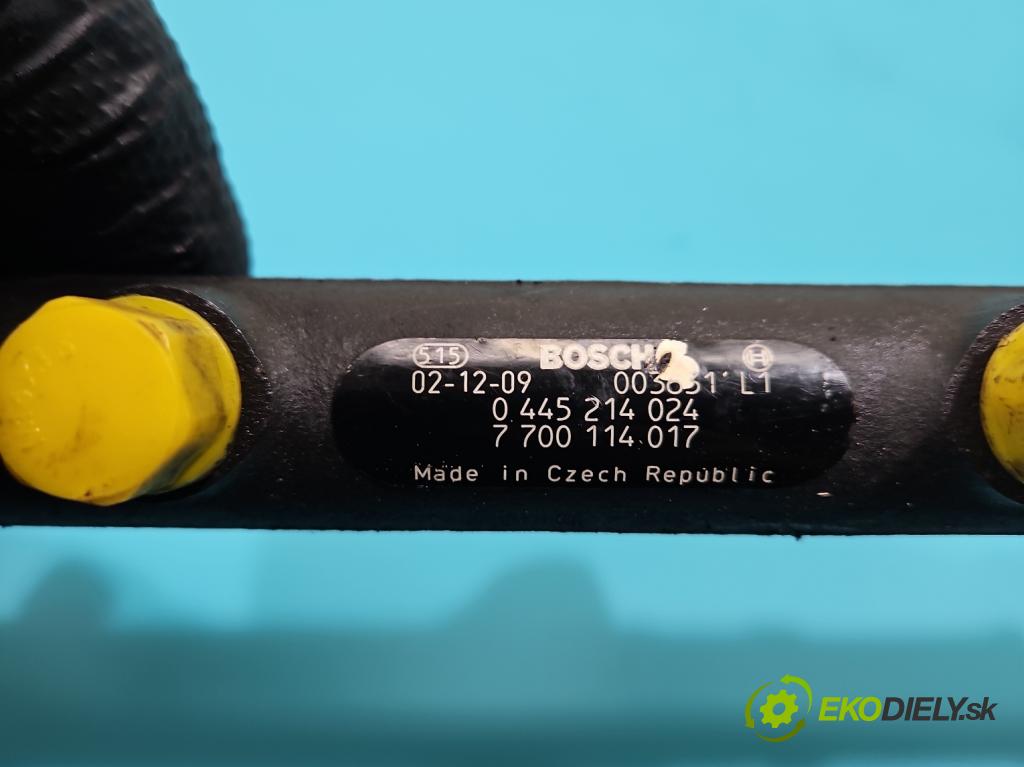 515 BOSCH
02-12-09 L1
0 445 214 024
7 700 114 017
Made in Czech Republic
EKODIELY.sk